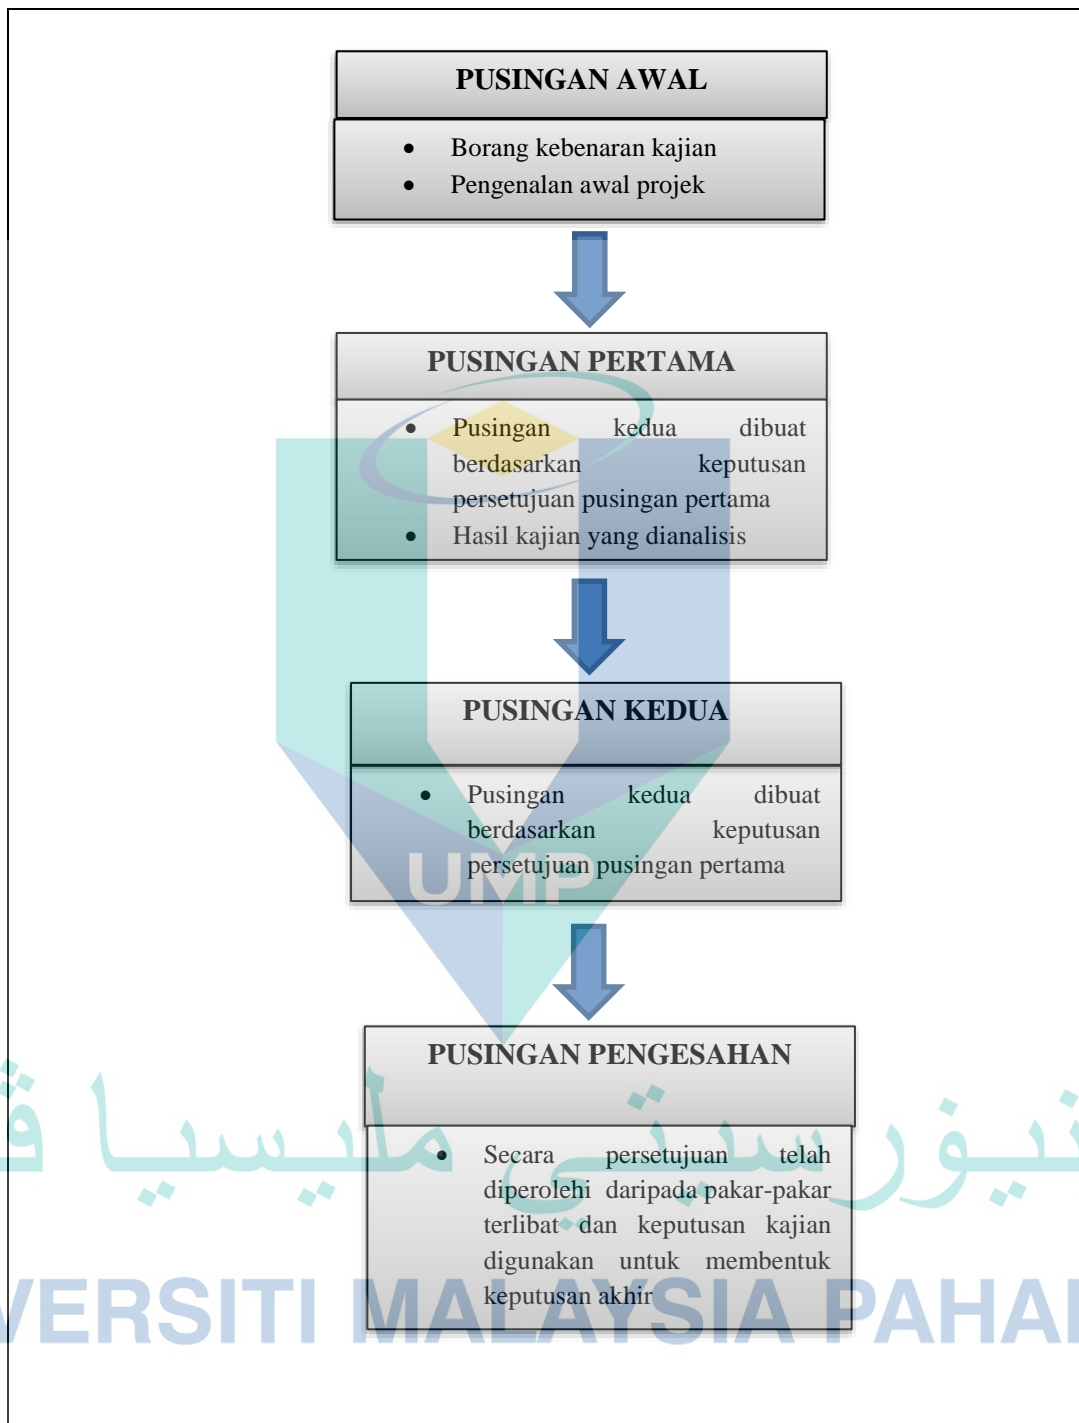 PUSINGAN AWAL
• Borang kebenaran kajian
• Pengenalan awal projek
PUSINGAN PERTAMA
• Pusingan kedua dibuat
berdasarkan keputusan
persetujuan pusingan pertama
• Hasil kajian yang dianalisis
PUSINGAN KEDUA
• Pusingan kedua dibuat
berdasarkan keputusan
persetujuan pusingan pertama
UMP
PUSINGAN PENGESAHAN
• Secara persetujuan telah
diperolehi daripada pakar-pakar
terlibat dan keputusan kajian
digunakan untuk membentuk
keputusan akhir
نيۏرسيتي مليسيا ڤ
VERSITI MALAYSIA PAHA